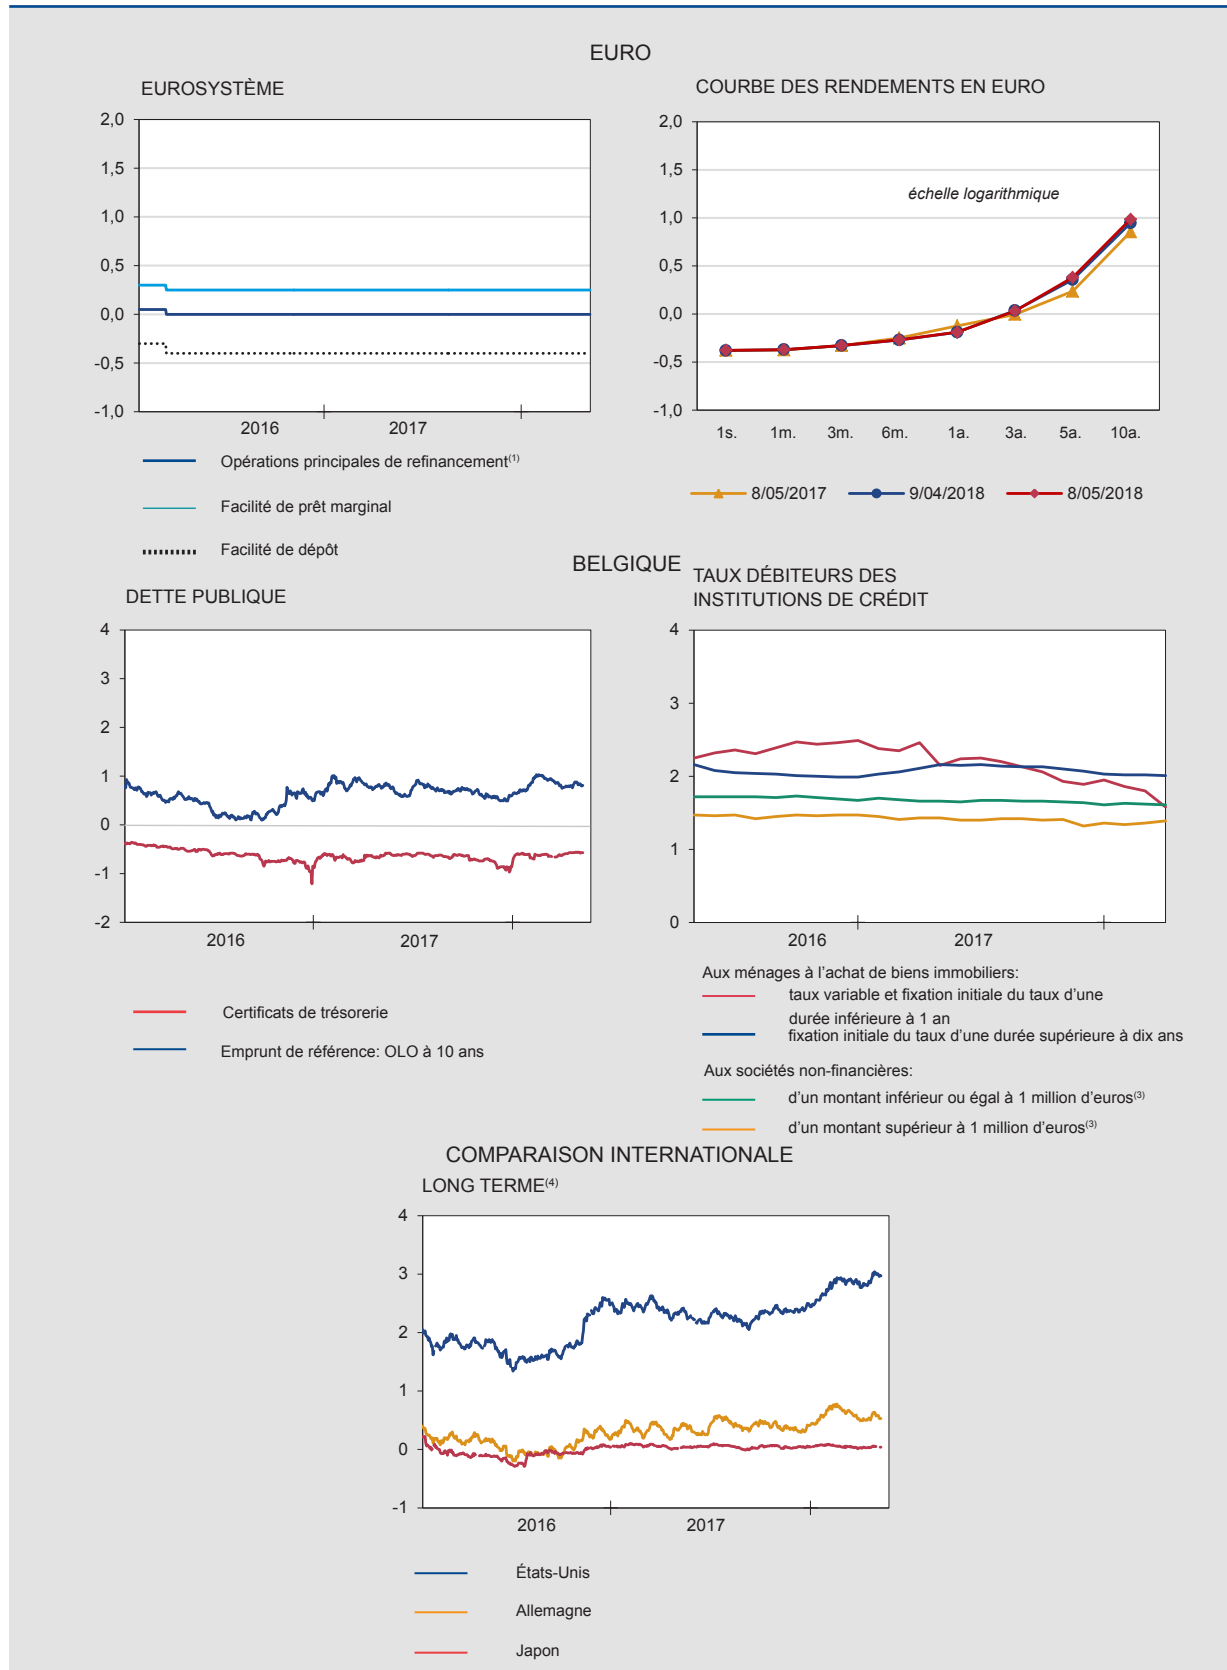 EURO
EUROSYSTÈME
2,0
1,5
1,0
0,5
0,0
-0,5
-1,0
2016 2017
Opérations principales de refinancement(1)
Facilité de prêt marginal
Facilité de dépôt
COURBE DES RENDEMENTS EN EURO
2,0
1,5
1,0
0,5
0,0
-0,5
-1,0
échelle logarithmique
1s. 1m. 3m. 6m. 1a. 3a. 5a. 10a.
8/05/2017 9/04/2018 8/05/2018
BELGIQUE
DETTE PUBLIQUE
4
3
2
1
0
-1
-2
2016 2017
Certificats de trésorerie
Emprunt de référence: OLO à 10 ans
TAUX DÉBITEURS DES
INSTITUTIONS DE CRÉDIT
4
3
2
1
0
2016 2017
Aux ménages à l'achat de biens immobiliers:
taux variable et fixation initiale du taux d'une
durée inférieure à 1 an
fixation initiale du taux d'une durée supérieure à dix ans
Aux sociétés non-financières:
d'un montant inférieur ou égal à 1 million d'euros(3)
d'un montant supérieur à 1 million d'euros(3)
COMPARAISON INTERNATIONALE
LONG TERME(4)
4
3
2
1
0
-1
2016 2017
États-Unis
Allemagne
Japon